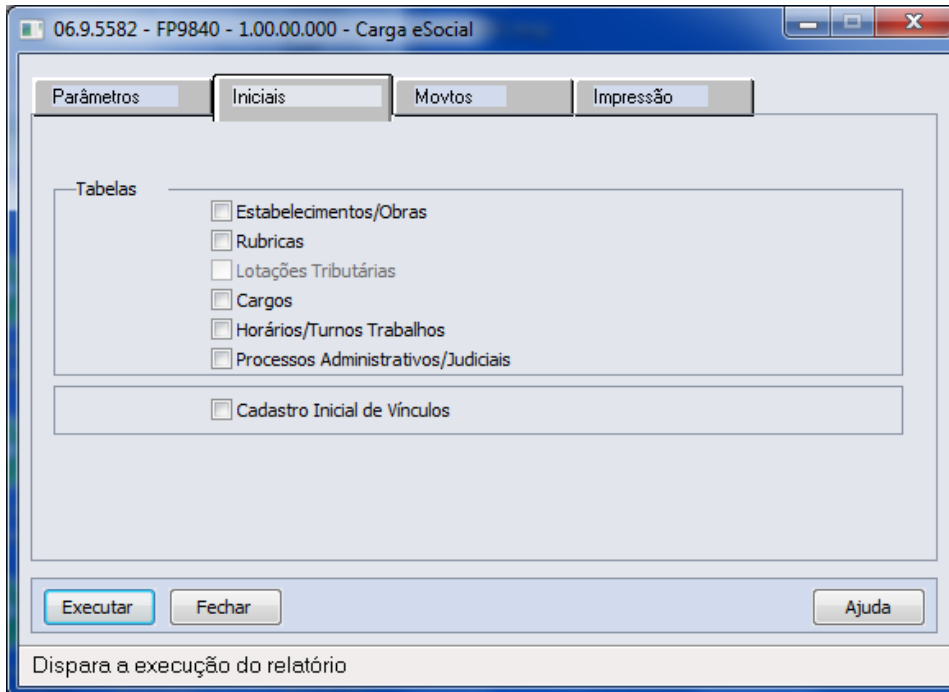 06.9.5582 - FP9840 - 1.00.00.000 - Carga eSocial
Parâmetros Iniciais Movtos Impressão
Tabelas
Estabelecimentos/Obras
Rubricas
Lotações Tributárias
Cargos
Horários/Turnos Trabalhos
Processos Administrativos/Judiciais
Cadastro Inicial de Vínculos
Executar Fechar Ajuda
Dispara a execução do relatório